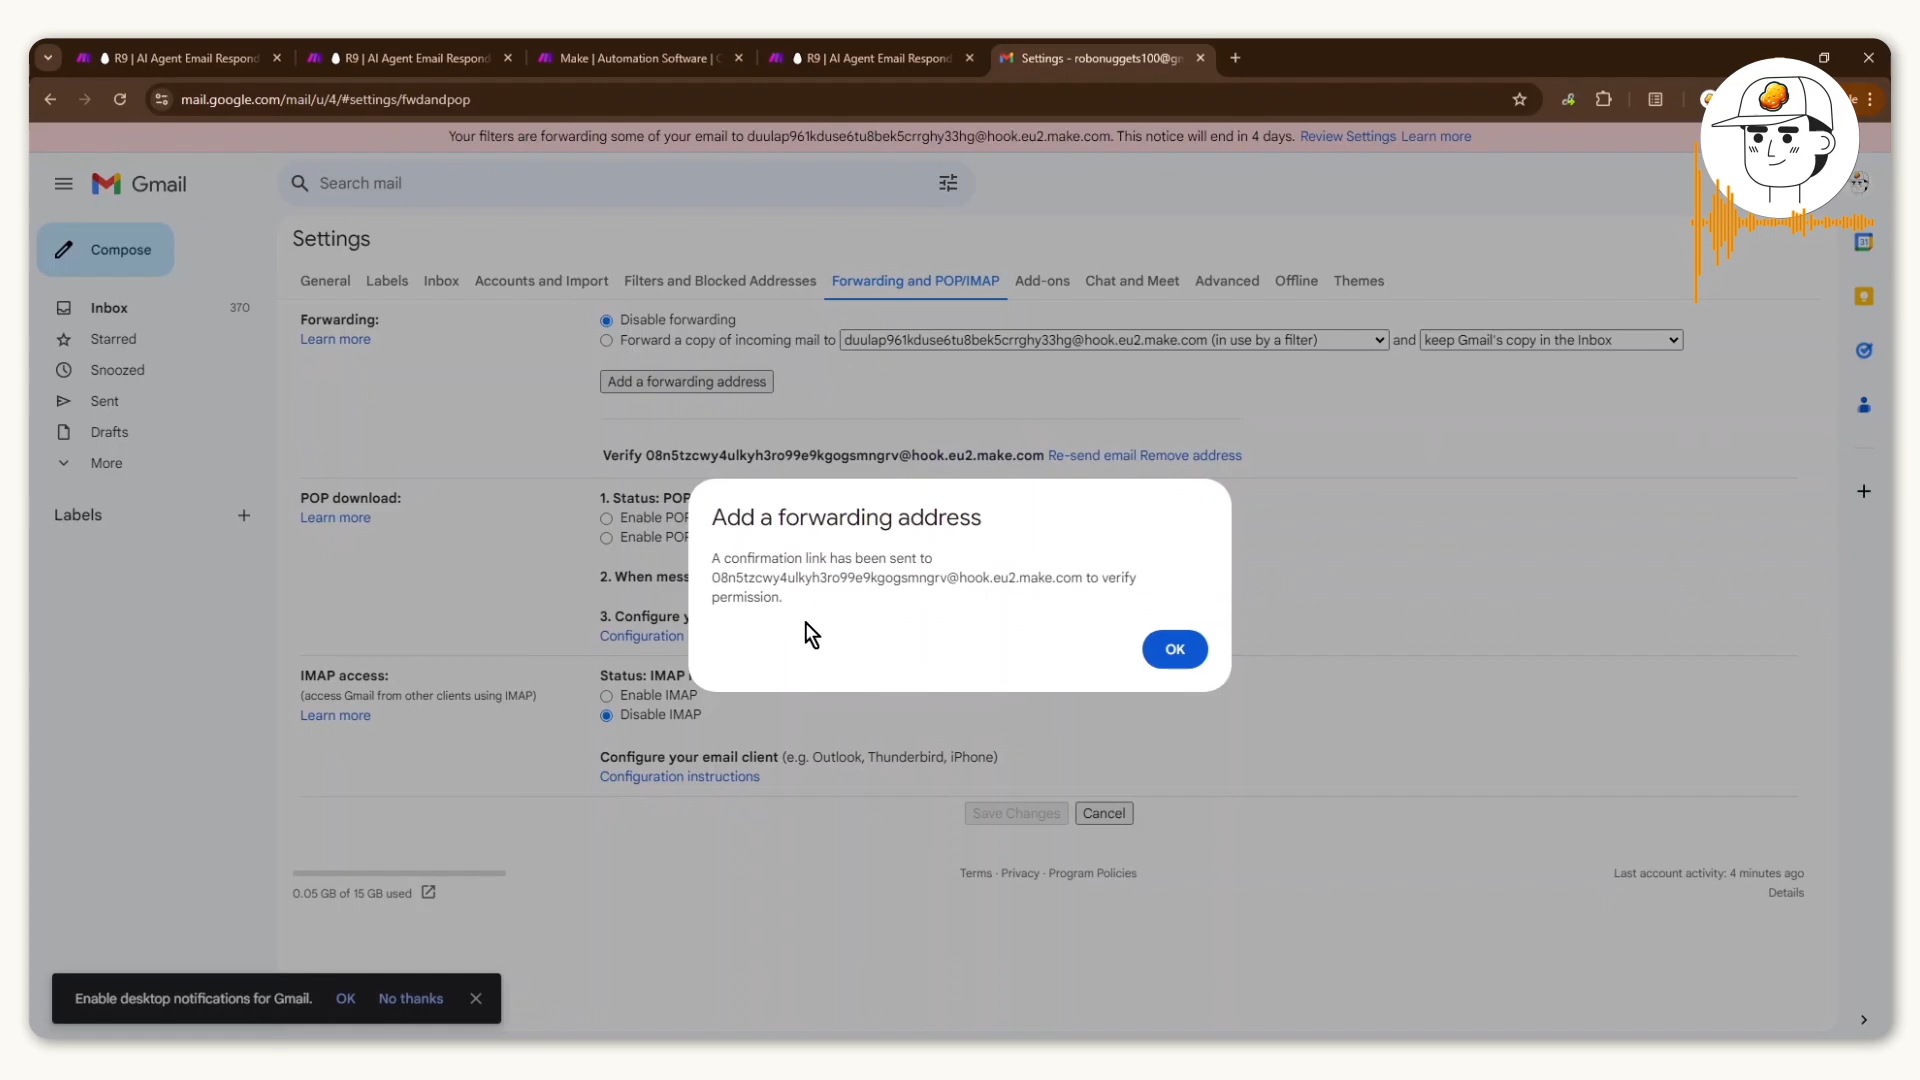 R9 | AI Agent Email Respond
R9 | AI Agent Email Respond
Make | Automation Software |
R9 | AI Agent Email Respond
Settings - robonuggets100@g
mail.google.com/mail/u/4/#settings/fwdandpop
Your filters are forwarding some of your email to duulap961kduse6tu8bek5crrghy33hg@hook.eu2.make.com. This notice will end in 4 days. Review Settings Learn more
Gmail
Search mail
Compose
Inbox 370
Starred
Snoozed
Sent
Drafts
More
Labels
Settings
General Labels Inbox Accounts and Import Filters and Blocked Addresses Forwarding and POP/IMAP Add-ons Chat and Meet Advanced Offline Themes
Forwarding:
Learn more
Disable forwarding
Forward a copy of incoming mail to duulap961kduse6tu8bek5crrghy33hg@hook.eu2.make.com (in use by a filter) and keep Gmail's copy in the Inbox
Add a forwarding address
Verify 08n5tzcwy4ulkyh3ro99e9kgogsmngrv@hook.eu2.make.com Re-send email Remove address
POP download:
Learn more
1. Status: POP
Enable POP
Enable POP
2. When mess
3. Configure y
Configuration
Add a forwarding address
A confirmation link has been sent to
08n5tzcwy4ulkyh3ro99e9kgogsmngrv@hook.eu2.make.com to verify
permission.
OK
IMAP access:
(access Gmail from other clients using IMAP)
Learn more
Status: IMAP
Enable IMAP
Disable IMAP
Configure your email client (e.g. Outlook, Thunderbird, iPhone)
Configuration instructions
Save Changes Cancel
0.05 GB of 15 GB used
Terms · Privacy · Program Policies
Last account activity: 4 minutes ago
Details
Enable desktop notifications for Gmail. OK No thanks
31